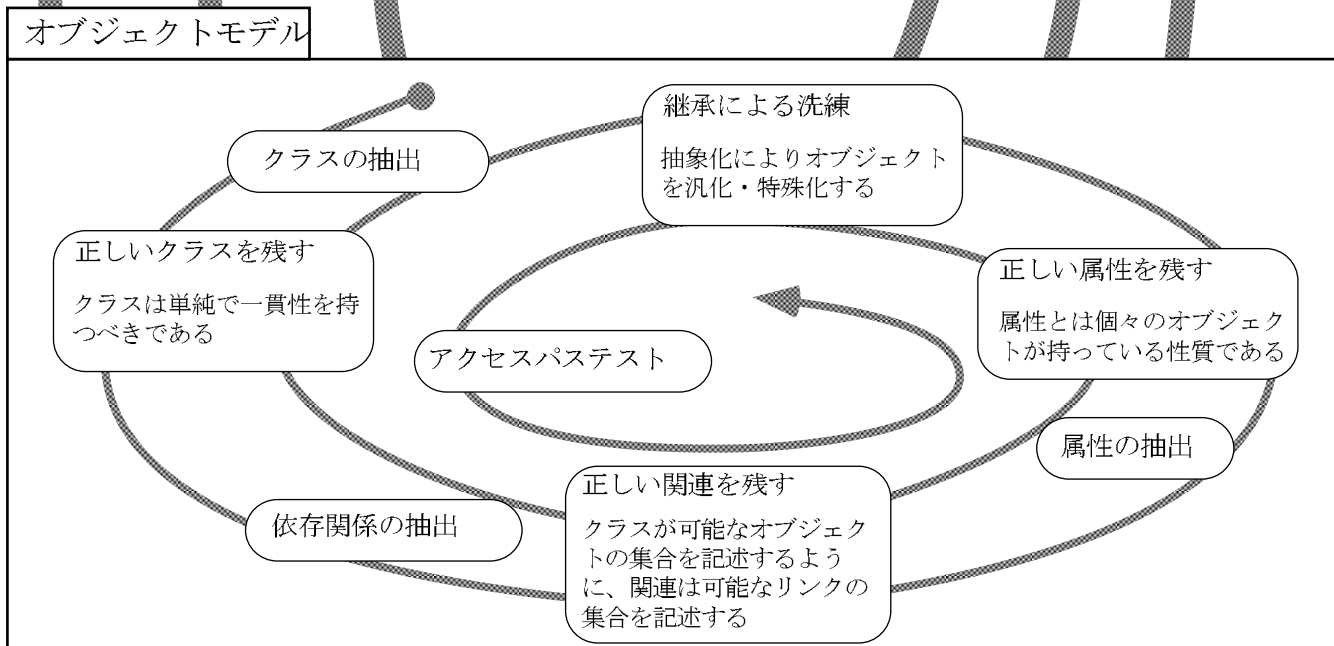 オブジェクトモデル
クラスの抽出
継承による洗練
抽象化によりオブジェクト
を汎化・特殊化する
正しいクラスを残す
クラスは単純で一貫性を持
つべきである
正しい属性を残す
属性とは個々のオブジェク
トが持っている性質である
アクセスパステスト
属性の抽出
依存関係の抽出
正しい関連を残す
クラスが可能なオブジェク
トの集合を記述するよう
に、関連は可能なリンクの
集合を記述する